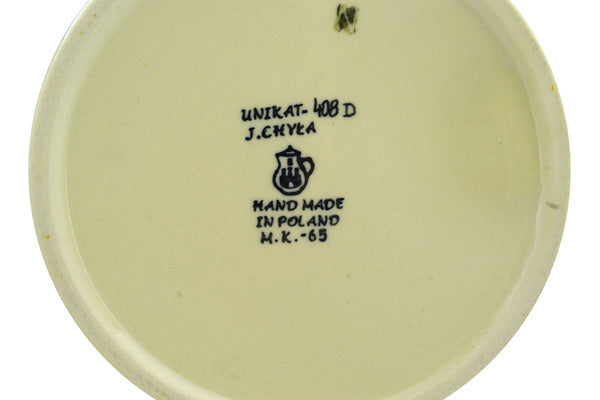 UNIKAT- 408 D
J. CHYŁA
HAND MADE
IN POLAND
M.K.-65